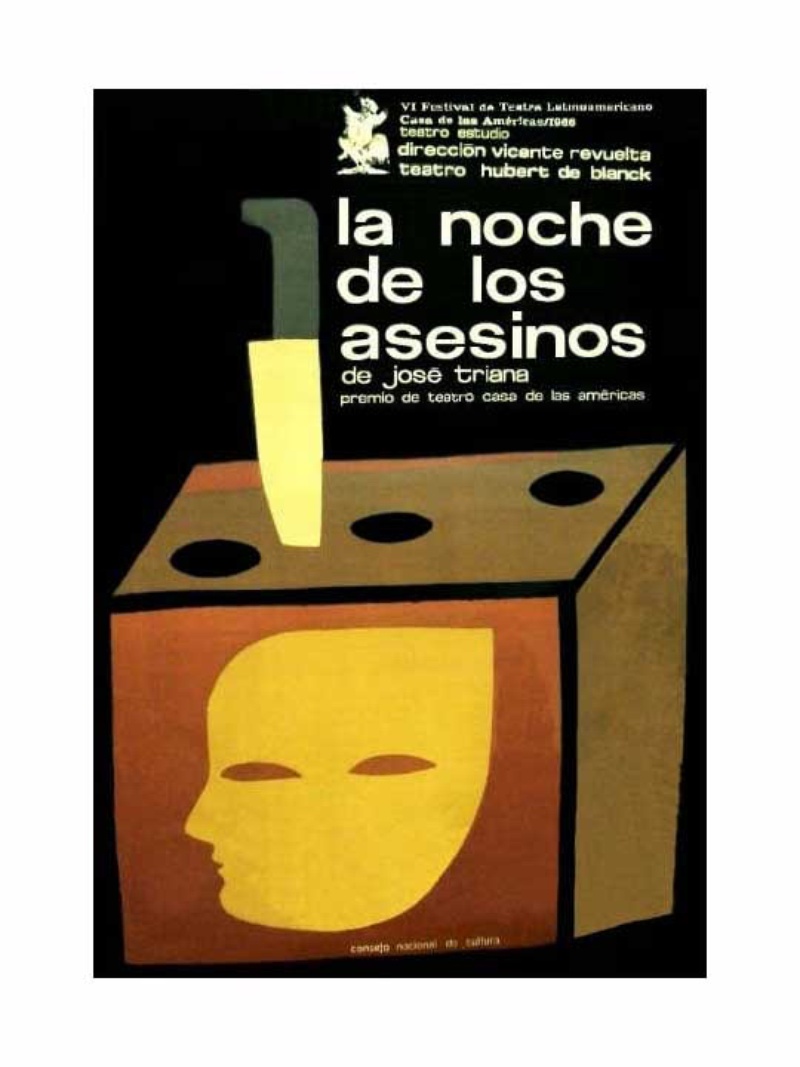 VI Festival de Teatro Latinoamericano
Casa de las Américas/1966
teatro estudio
dirección vicente revuelta
teatro hubert de blanck
la noche
de los
asesinos
de josé triana
premio de teatro casa de las américas
consejo nacional de cultura